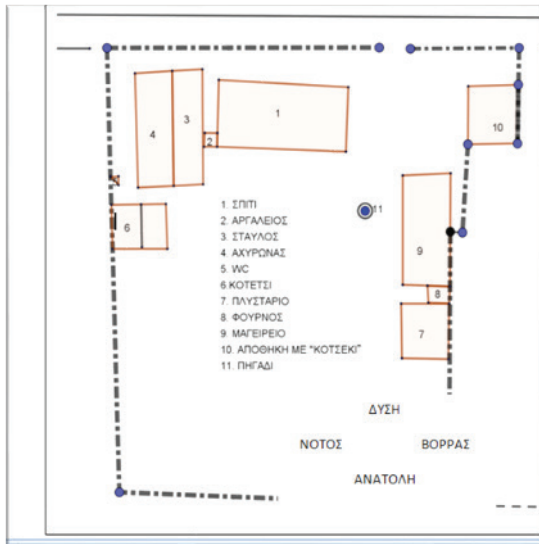 1
3
4
2
10
11
6
9
8
7
1. ΣΠΙΤΙ
2. ΑΡΓΑΛΕΙΟΣ
3. ΣΤΑΥΛΟΣ
4. ΑΧΥΡΩΝΑΣ
5. WC
6 ΚΟΤΕΤΣΙ
7. ΠΛΥΣΤΑΡΙΟ
8. ΦΟΥΡΝΟΣ
9 ΜΑΓΕΙΡΕΙΟ
10. ΑΠΟΘΗΚΗ ΜΕ "ΚΟΤΣΕΚΙ"
11. ΠΗΓΑΔΙ
ΔΥΣΗ
ΝΟΤΟΣ ΒΟΡΡΑΣ
ΑΝΑΤΟΛΗ